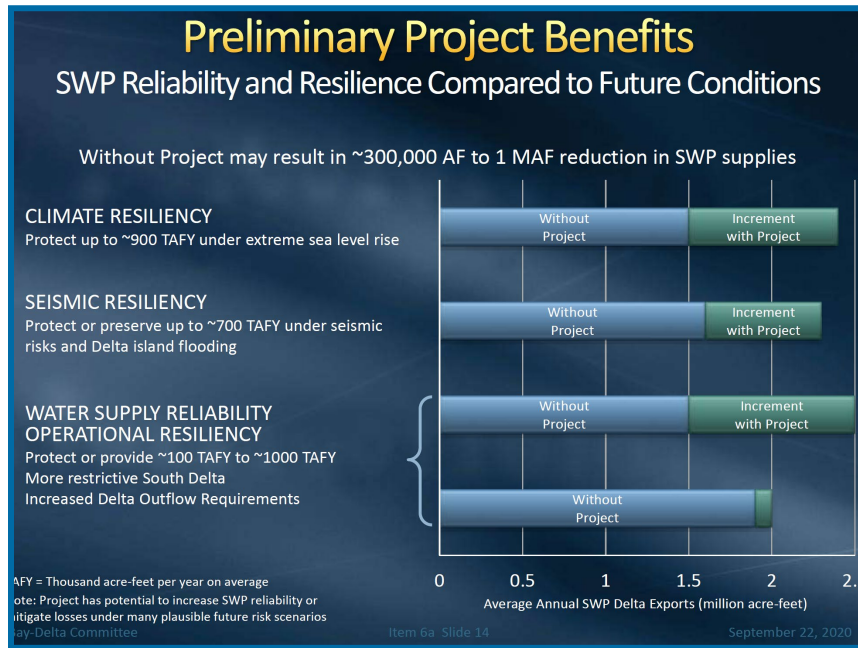 Preliminary Project Benefits
SWP Reliability and Resilience Compared to Future Conditions
Without Project may result in ~300,000 AF to 1 MAF reduction in SWP supplies
CLIMATE RESILIENCY
Protect up to ~900 TAFY under extreme sea level rise
Without
Project
Increment
with Project
SEISMIC RESILIENCY
Protect or preserve up to ~700 TAFY under seismic
risks and Delta island flooding
Without
Project
Increment
with Project
WATER SUPPLY RELIABILITY
OPERATIONAL RESILIENCY
Protect or provide ~100 TAFY to ~1000 TAFY
More restrictive South Delta
Increased Delta Outflow Requirements
Without
Project
Increment
with Project
Without
Project
0 0.5 1 1.5 2 2.
Average Annual SWP Delta Exports (million acre-feet)
AFY = Thousand acre-feet per year on average
ote: Project has potential to increase SWP reliability or
itigate losses under many plausible future risk scenarios
ay-Delta Committee Item 6a Slide 14 September 22, 2020